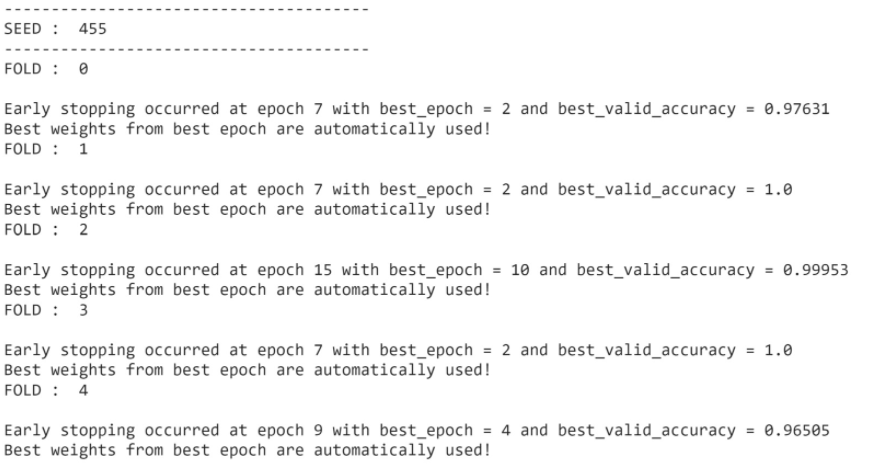 ---------------------------------------
SEED :  455
---------------------------------------
FOLD :  0
Early stopping occurred at epoch 7 with best_epoch = 2 and best_valid_accuracy = 0.97631
Best weights from best epoch are automatically used!
FOLD :  1
Early stopping occurred at epoch 7 with best_epoch = 2 and best_valid_accuracy = 1.0
Best weights from best epoch are automatically used!
FOLD :  2
Early stopping occurred at epoch 15 with best_epoch = 10 and best_valid_accuracy = 0.99953
Best weights from best epoch are automatically used!
FOLD :  3
Early stopping occurred at epoch 7 with best_epoch = 2 and best_valid_accuracy = 1.0
Best weights from best epoch are automatically used!
FOLD :  4
Early stopping occurred at epoch 9 with best_epoch = 4 and best_valid_accuracy = 0.96505
Best weights from best epoch are automatically used!